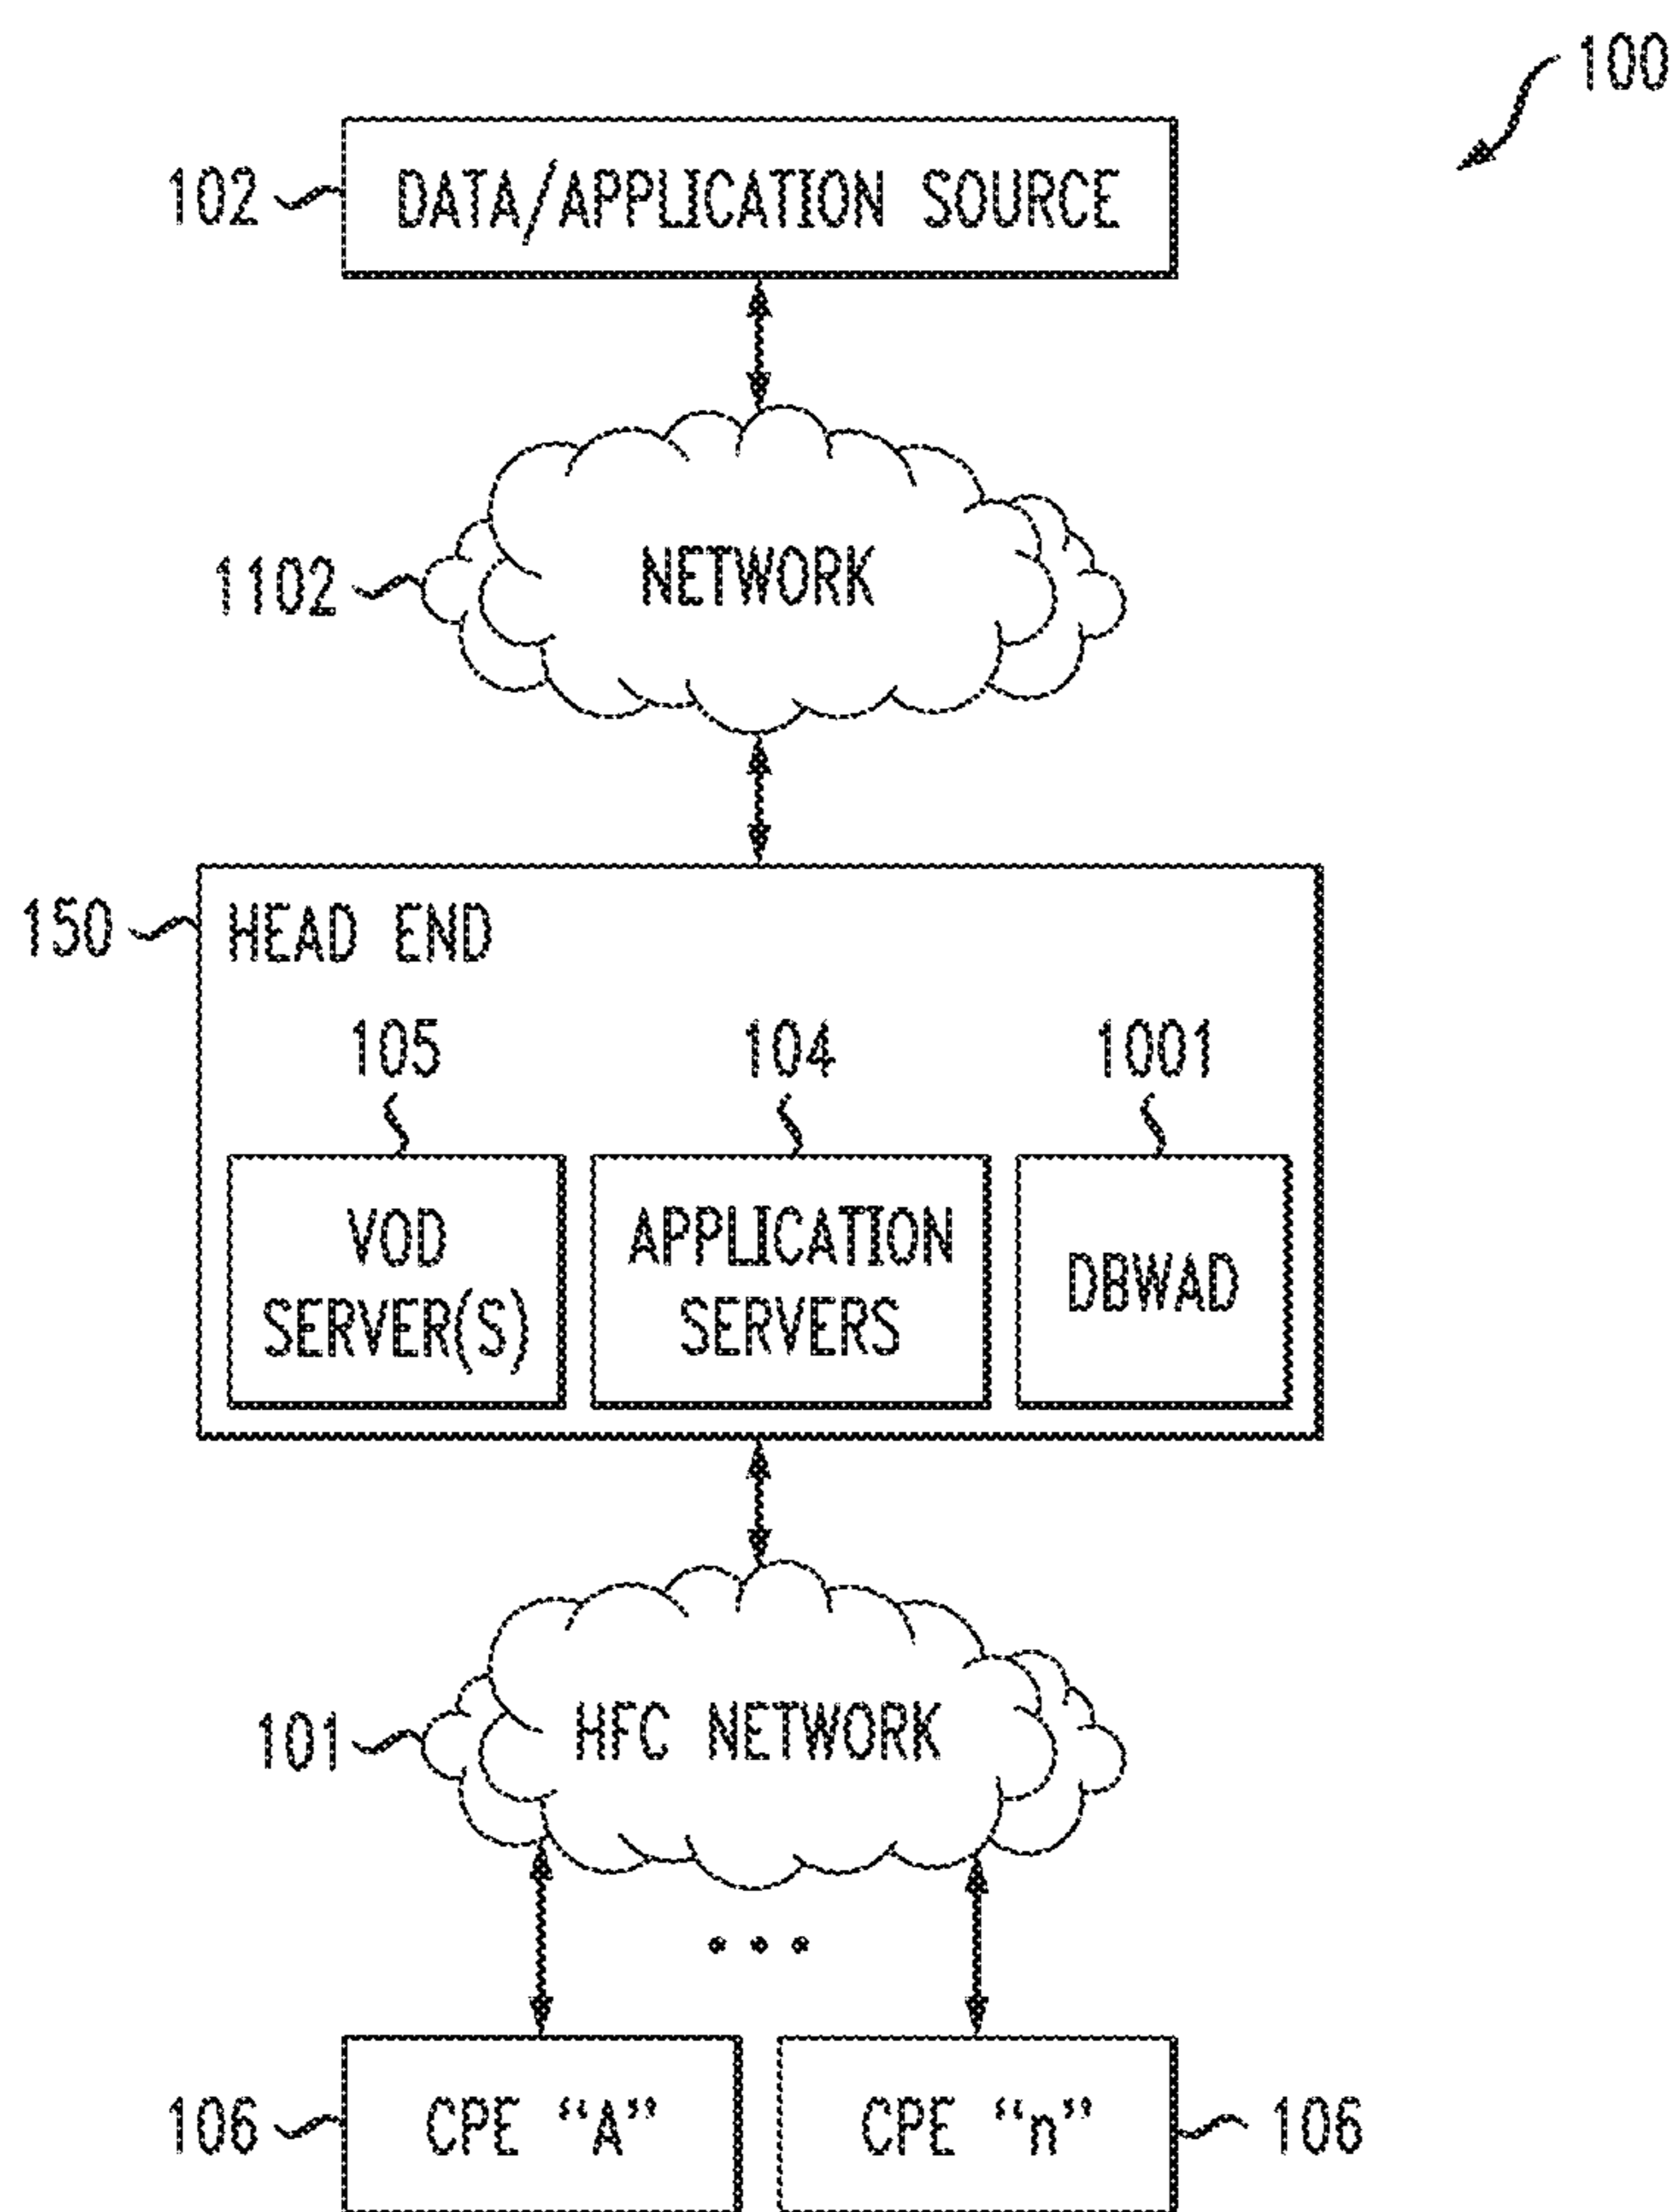 100
102
DATA/APPLICATION SOURCE
1102
NETWORK
150
HEAD END
105
104
1001
VOD
SERVER(S)
APPLICATION
SERVERS
DBWAD
101
HFC NETWORK
106
CPE “A”
CPE “n”
106